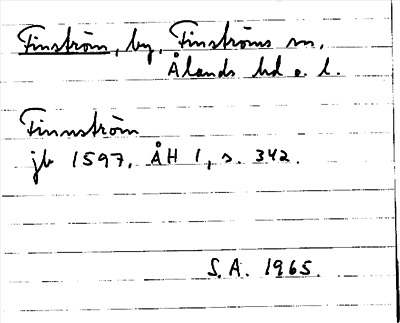 Finström, by, Finströms sn,
Ålands hd o. l.
Finnström
jb 1597. ÅH 1, s. 342.
S.A. 1965.